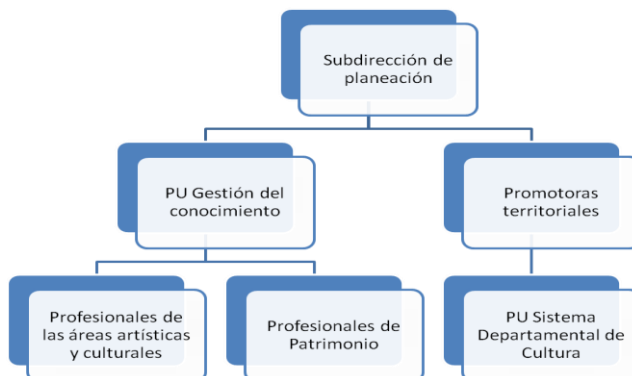 Subdirección de
planeación
PU Gestión del
conocimiento
Promotoras
territoriales
Profesionales de
las áreas artísticas
y culturales
Profesionales de
Patrimonio
PU Sistema
Departamental de
Cultura